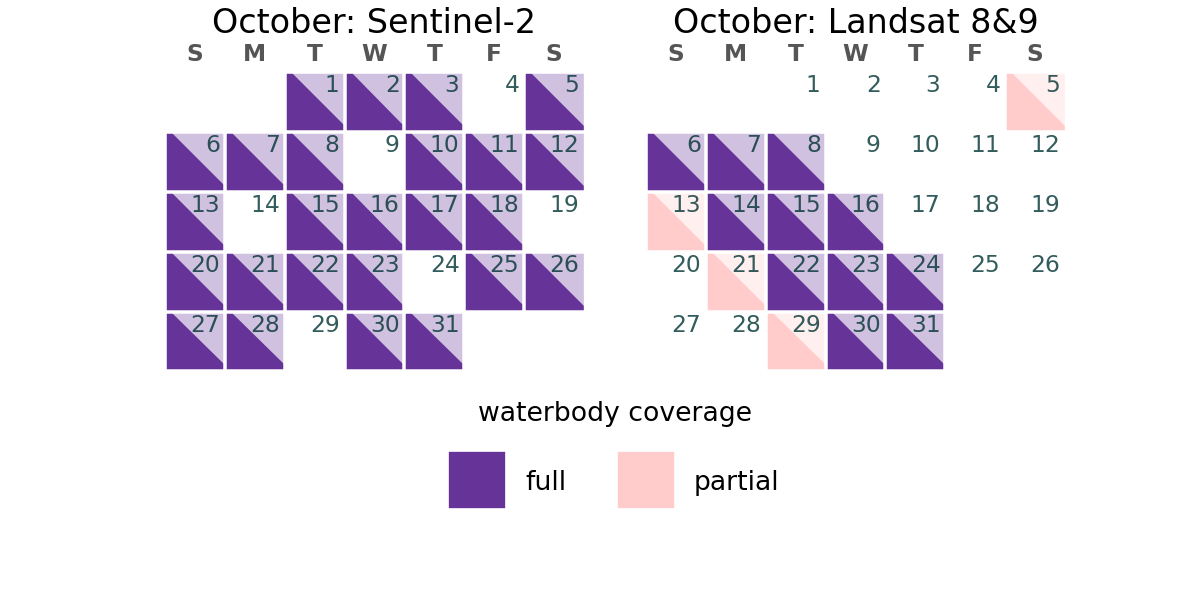 October: Sentinel-2
S M T W T F S
1 2 3 4 5
6 7 8 9 10 11 12
13 14 15 16 17 18 19
20 21 22 23 24 25 26
27 28 29 30 31
October: Landsat 8&9
S M T W T F S
1 2 3 4 5
6 7 8 9 10 11 12
13 14 15 16 17 18 19
20 21 22 23 24 25 26
27 28 29 30 31
waterbody coverage
full partial